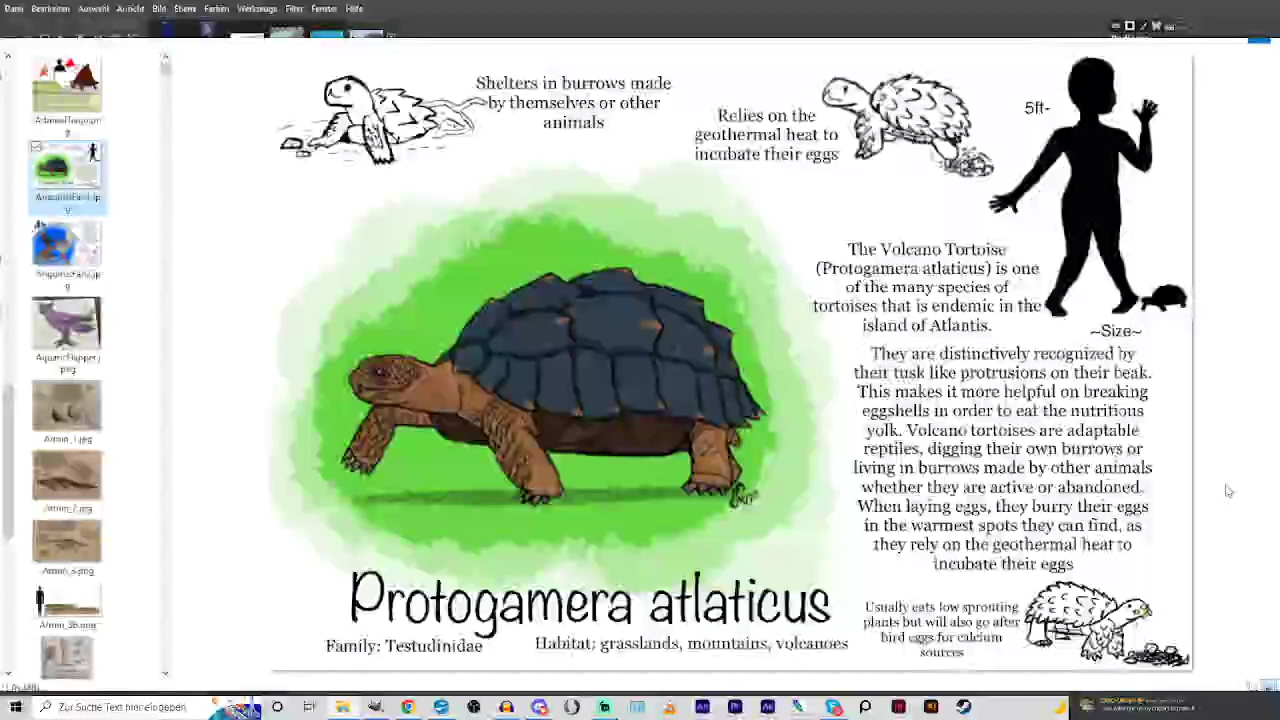 Datei Bearbeiten Auswahl Ansicht Bild Ebene Farben Werkzeuge Filter Fenster Hilfe
Shelters in burrows made
by themselves or other
animals
Relies on the
geothermal heat to
incubate their eggs
5ft-
The Volcano Tortoise
(Protogamera atlaticus) is one
of the many species of
tortoises that is endemic in the
island of Atlantis.
~Size~
They are distinctively recognized by
their tusk like protrusions on their beak.
This makes it more helpful on breaking
eggshells in order to eat the nutritious
yolk. Volcano tortoises are adaptable
reptiles, digging their own burrows or
living in burrows made by other animals
whether they are active or abandoned.
When laying eggs, they burry their eggs
in the warmest spots they can find, as
they rely on the geothermal heat to
incubate their eggs
Protogamera atlaticus
Family: Testudinidae
Habitat; grasslands, mountains, volcanoes
Usually eats low sprouting
plants but will also go after
bird eggs for calcium
sources
Zur Suche Text hier eingeben